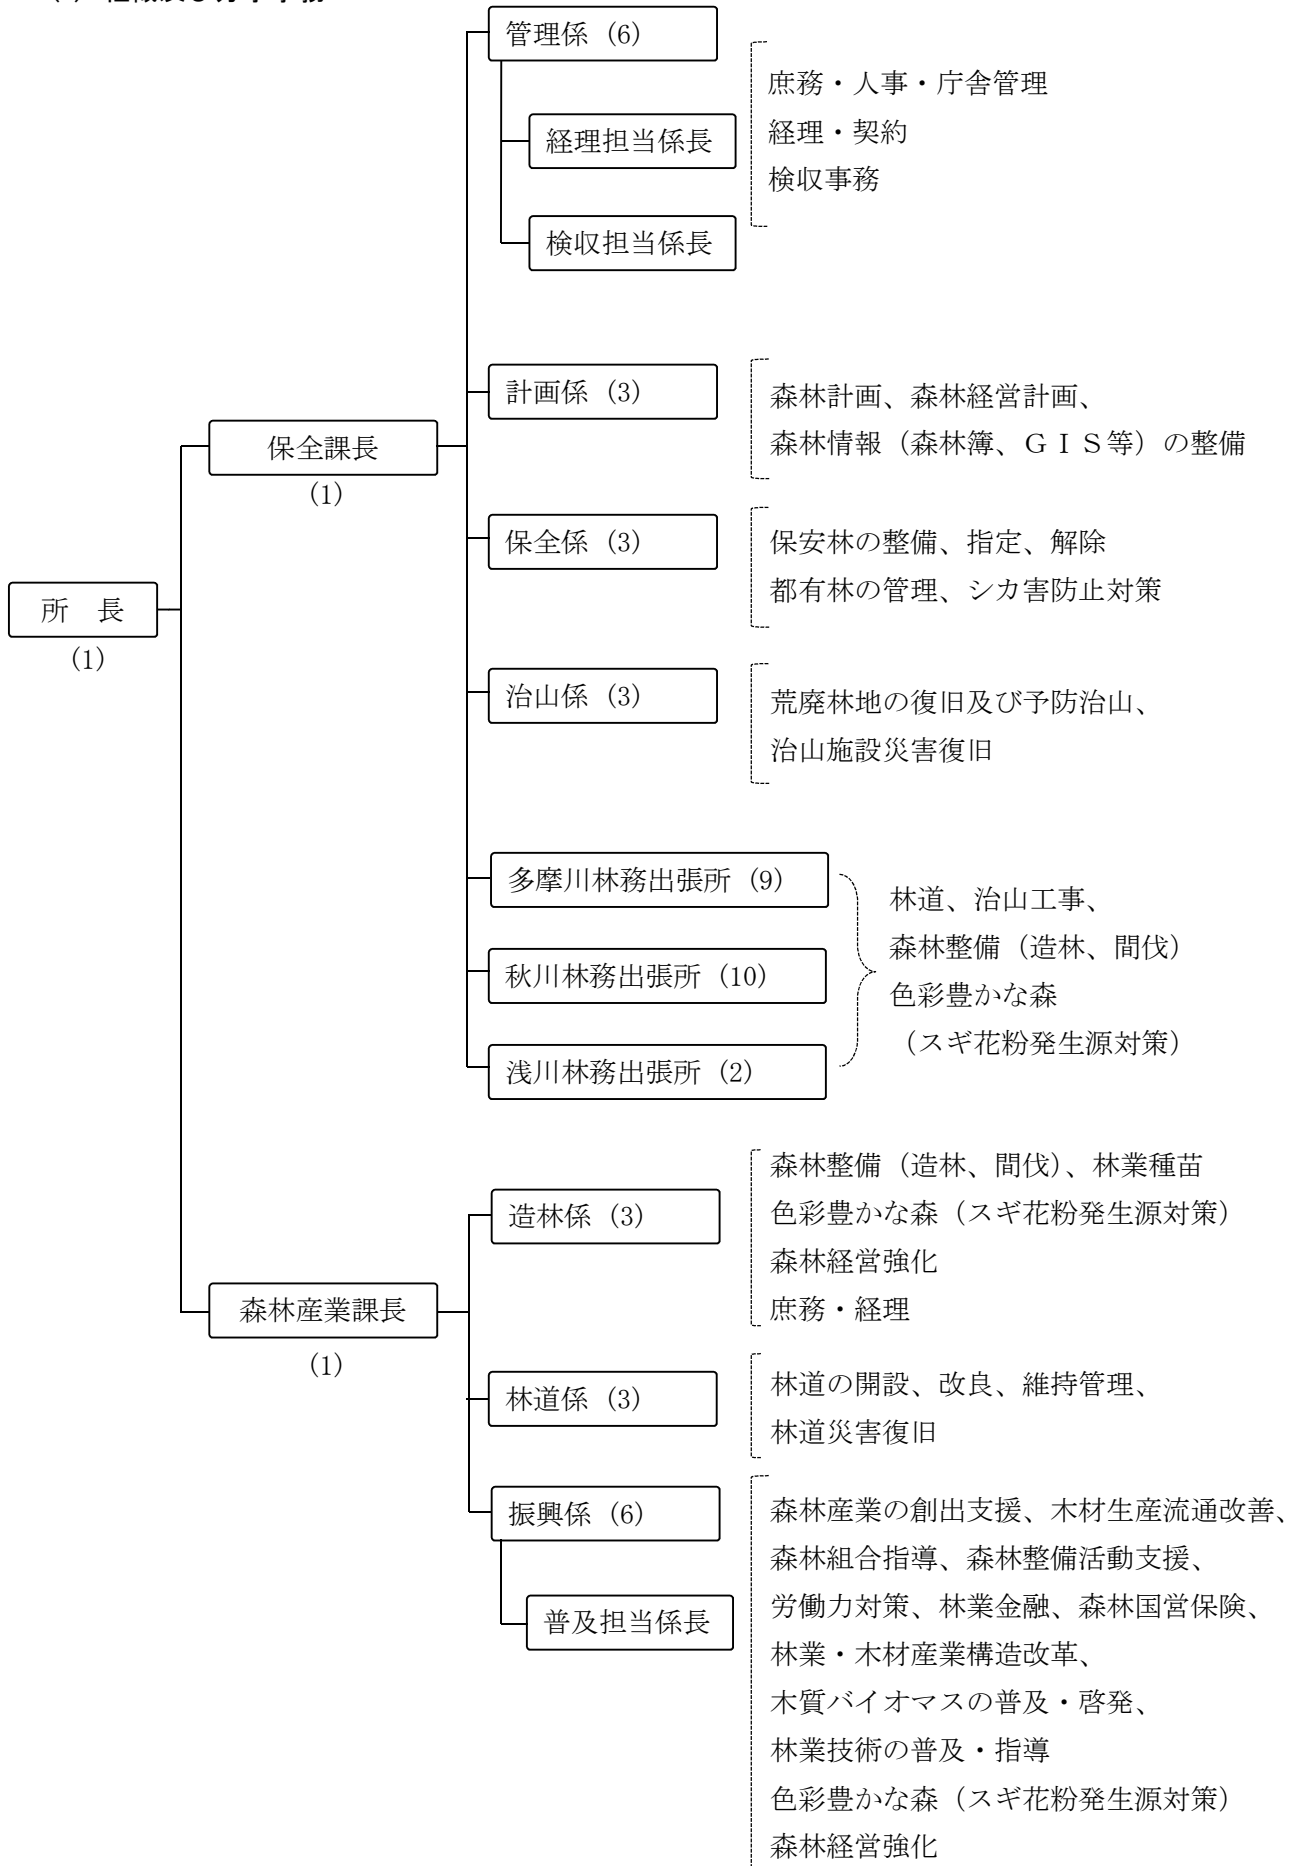 管理係（6）
庶務・人事・庁舎管理
経理担当係長
経理・契約
検収事務
検収担当係長
計画係（3）
森林計画、森林経営計画、
森林情報（森林簿、ＧＩＳ等）の整備
保全課長
（1）
保全係（3）
保安林の整備、指定、解除
都有林の管理、シカ害防止対策
所　長
（1）
治山係（3）
荒廃林地の復旧及び予防治山、
治山施設災害復旧
多摩川林務出張所（9）
秋川林務出張所（10）
浅川林務出張所（2）
林道、治山工事、
森林整備（造林、間伐）
色彩豊かな森
（スギ花粉発生源対策）
造林係（3）
森林整備（造林、間伐）、林業種苗
色彩豊かな森（スギ花粉発生源対策）
森林経営強化
庶務・経理
森林産業課長
（1）
林道係（3）
林道の開設、改良、維持管理、
林道災害復旧
振興係（6）
普及担当係長
森林産業の創出支援、木材生産流通改善、
森林組合指導、森林整備活動支援、
労働力対策、林業金融、森林国営保険、
林業・木材産業構造改革、
木質バイオマスの普及・啓発、
林業技術の普及・指導
色彩豊かな森（スギ花粉発生源対策）
森林経営強化